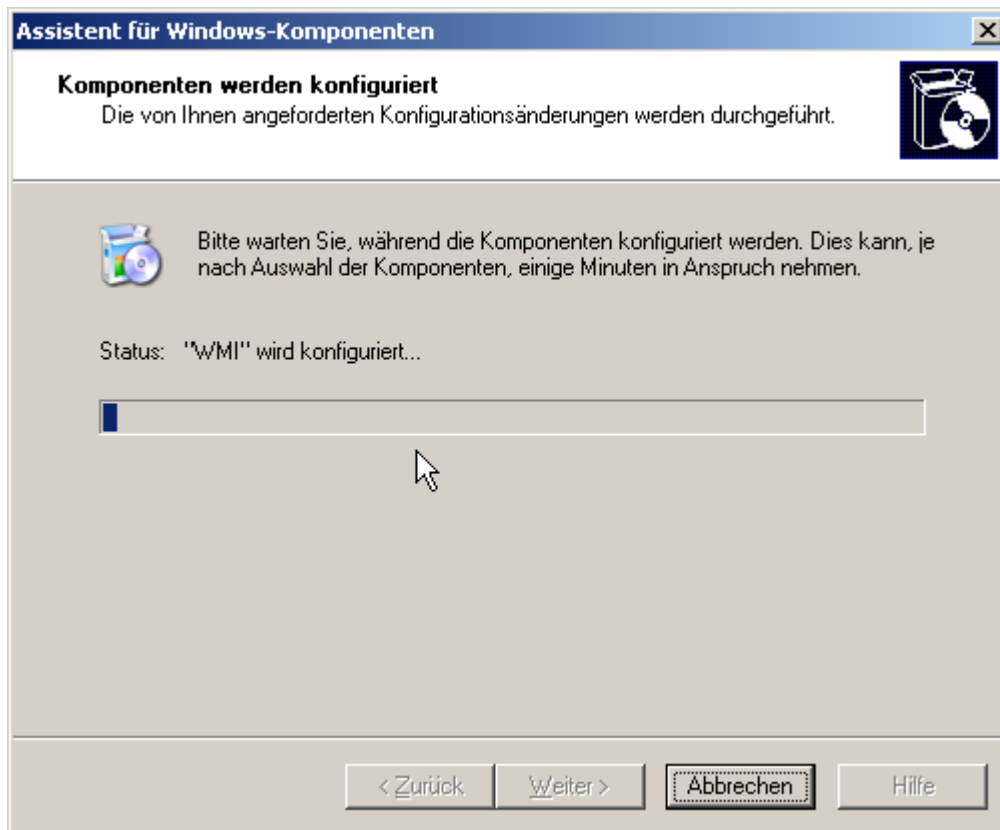 Assistent für Windows-Komponenten
Komponenten werden konfiguriert
Die von Ihnen angeforderten Konfigurationsänderungen werden durchgeführt.
Bitte warten Sie, während die Komponenten konfiguriert werden. Dies kann, je
nach Auswahl der Komponenten, einige Minuten in Anspruch nehmen.
Status: "WMI" wird konfiguriert...
< Zurück Weiter > Abbrechen Hilfe